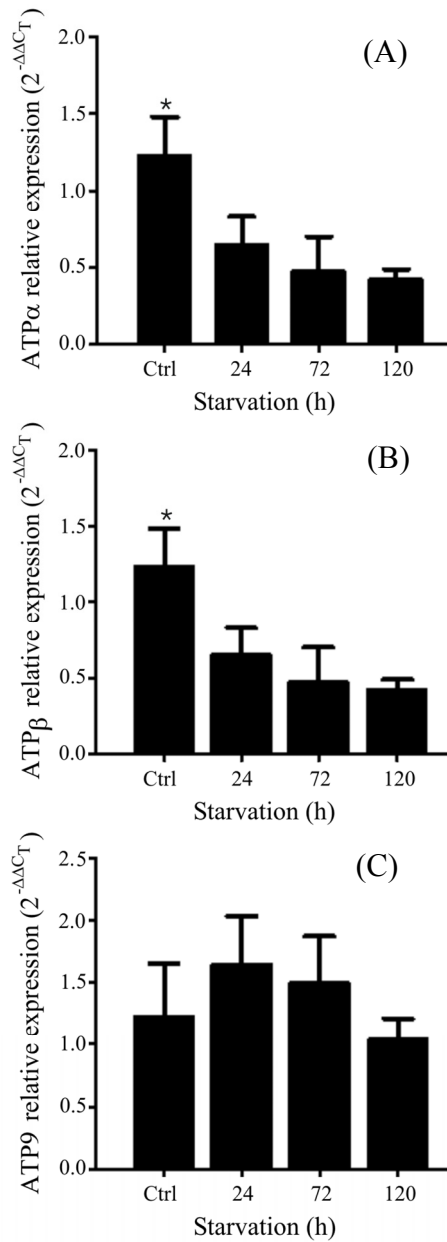 (A)
ATPα relative expression (2^-ΔΔC_T)
2.0
1.5
1.0
0.5
0.0
*
Ctrl 24 72 120
Starvation (h)
(B)
ATPβ relative expression (2^-ΔΔC_T)
2.0
1.5
1.0
0.5
0.0
*
Ctrl 24 72 120
Starvation (h)
(C)
ATP9 relative expression (2^-ΔΔC_T)
2.5
2.0
1.5
1.0
0.5
0.0
Ctrl 24 72 120
Starvation (h)